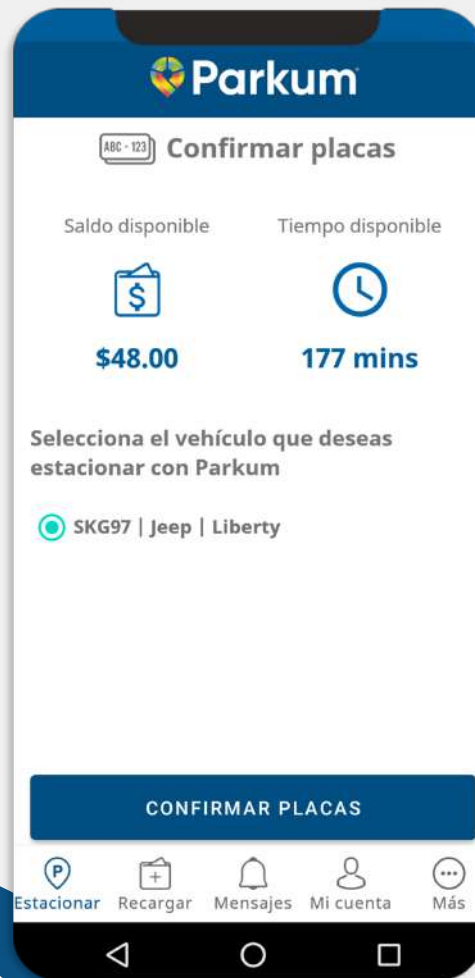 Parkum
ABC - 123
Confirmar placas
Saldo disponible
Tiempo disponible
$
$48.00
177 mins
Selecciona el vehículo que deseas
estacionar con Parkum
SKG97 | Jeep | Liberty
CONFIRMAR PLACAS
P
Estacionar
Recargar
Mensajes
Mi cuenta
Más